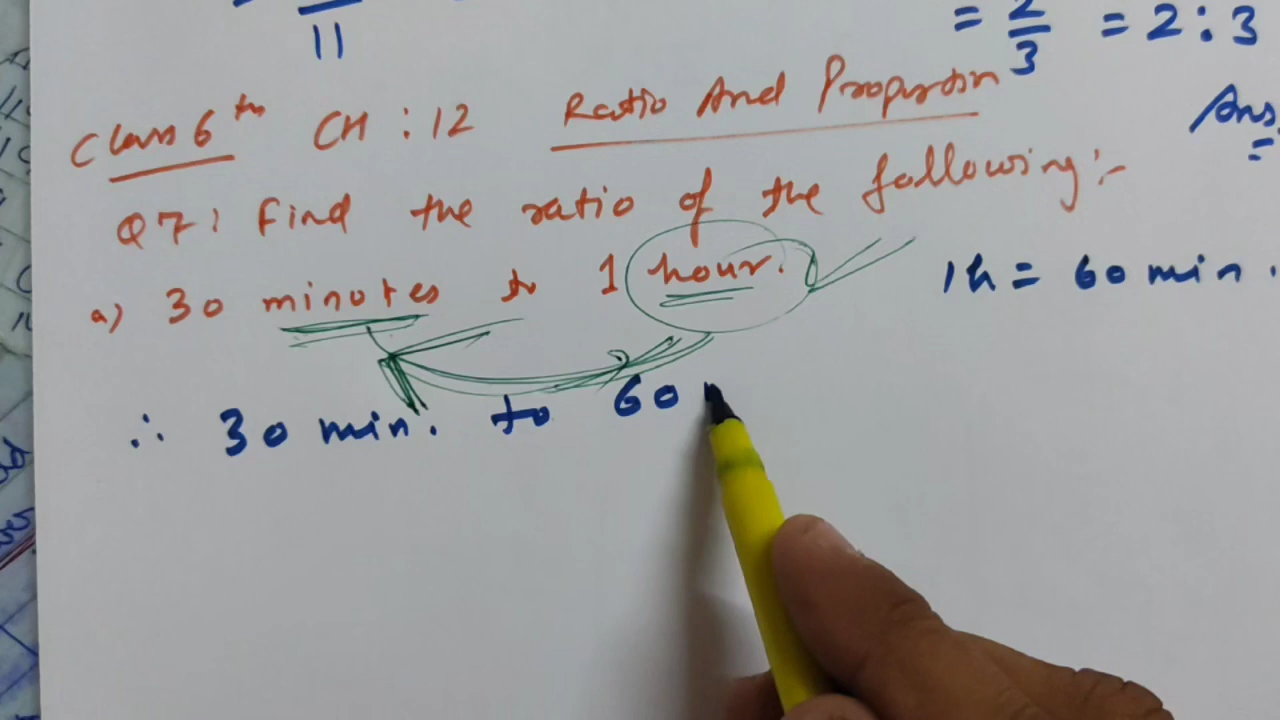 11
= 2/3 = 2 : 3
Ans.
Class 6th CH : 12 Ratio And Proportion
Q7: Find the ratio of the following:-
a) 30 minutes to 1 hour.
1h = 60 min.
∴ 30 min. to 60